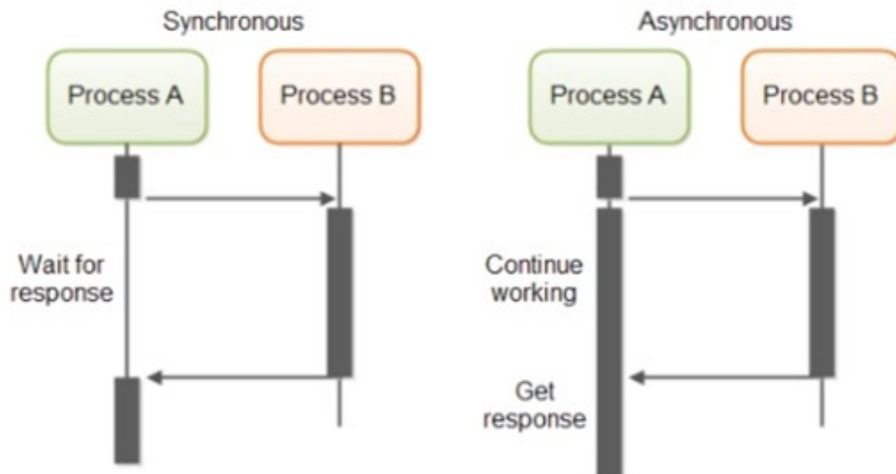 Synchronous
Asynchronous
Process A
Process B
Process A
Process B
Wait for
response
Continue
working
Get
response